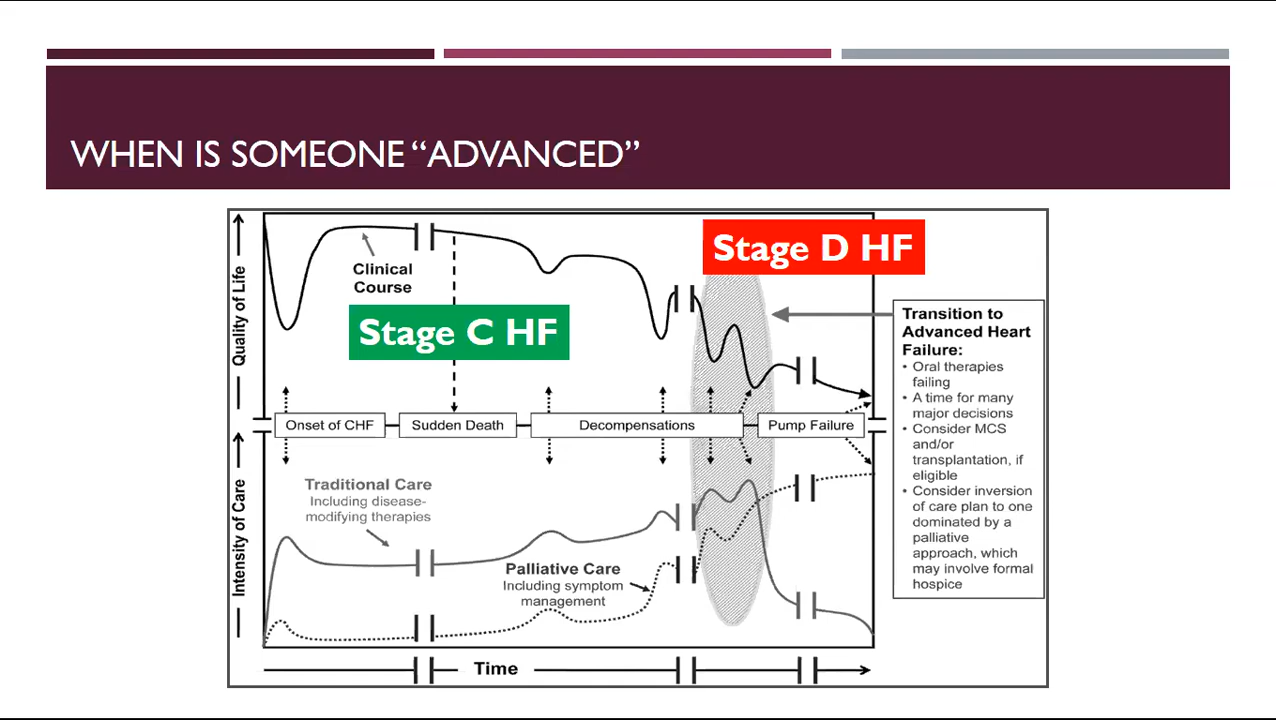 WHEN IS SOMEONE “ADVANCED”
Quality of Life
Clinical
Course
Stage C HF
Stage D HF
Transition to
Advanced Heart
Failure:
• Oral therapies
failing
• A time for many
major decisions
• Consider MCS
and/or
transplantation, if
eligible
• Consider inversion
of care plan to one
dominated by a
palliative
approach, which
may involve formal
hospice
Onset of CHF
Sudden Death
Decompensations
Pump Failure
Intensity of Care
Traditional Care
Including disease-
modifying therapies
Palliative Care
Including symptom
management
Time